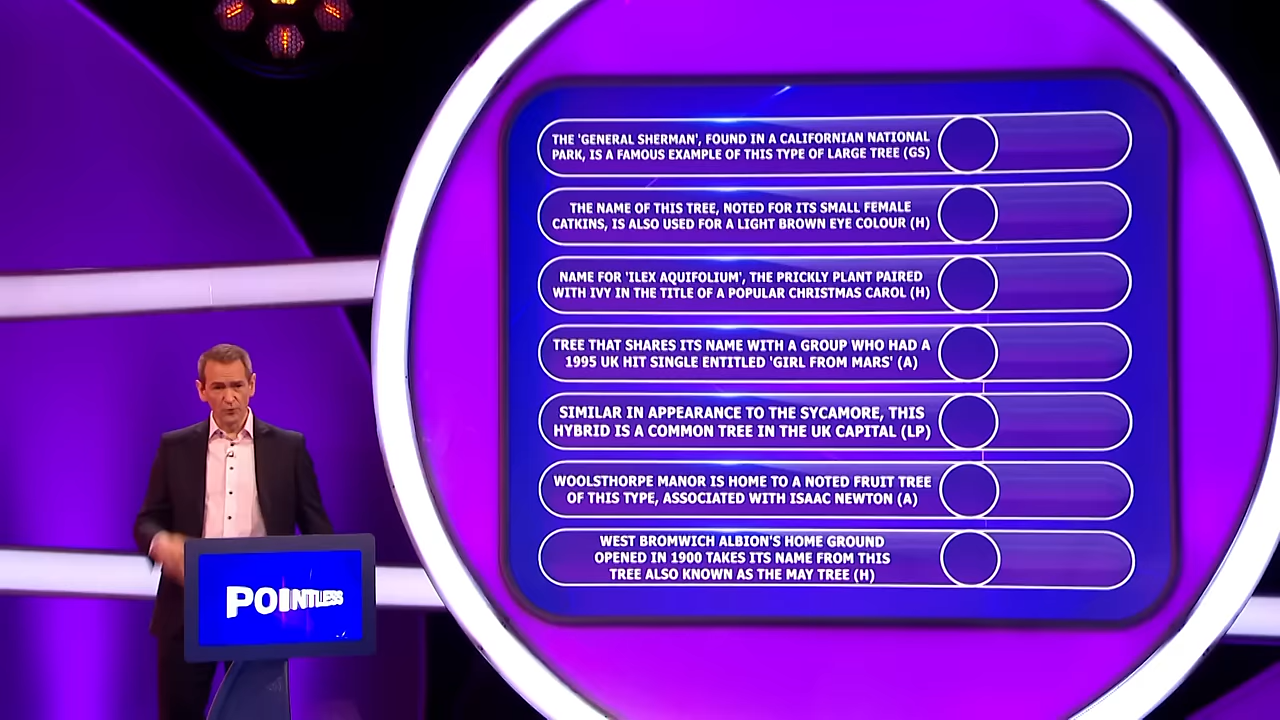 THE 'GENERAL SHERMAN', FOUND IN A CALIFORNIAN NATIONAL
PARK, IS A FAMOUS EXAMPLE OF THIS TYPE OF LARGE TREE (GS)
THE NAME OF THIS TREE, NOTED FOR ITS SMALL FEMALE
CATKINS, IS ALSO USED FOR A LIGHT BROWN EYE COLOUR (H)
NAME FOR 'ILEX AQUIFOLIUM', THE PRICKLY PLANT PAIRED
WITH IVY IN THE TITLE OF A POPULAR CHRISTMAS CAROL (H)
TREE THAT SHARES ITS NAME WITH A GROUP WHO HAD A
1995 UK HIT SINGLE ENTITLED 'GIRL FROM MARS' (A)
SIMILAR IN APPEARANCE TO THE SYCAMORE, THIS
HYBRID IS A COMMON TREE IN THE UK CAPITAL (LP)
WOOLSTHORPE MANOR IS HOME TO A NOTED FRUIT TREE
OF THIS TYPE, ASSOCIATED WITH ISAAC NEWTON (A)
WEST BROMWICH ALBION'S HOME GROUND
OPENED IN 1900 TAKES ITS NAME FROM THIS
TREE ALSO KNOWN AS THE MAY TREE (H)
POINTLESS